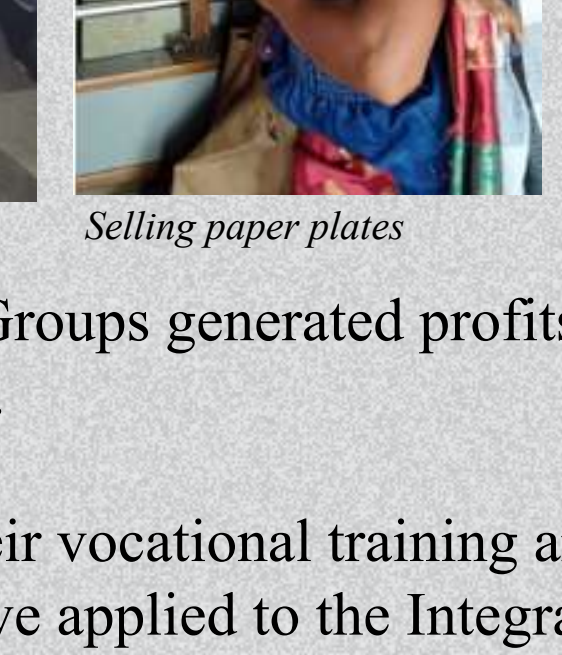 Selling paper plates
Groups generated profits
.
eir vocational training a
ve applied to the Integra